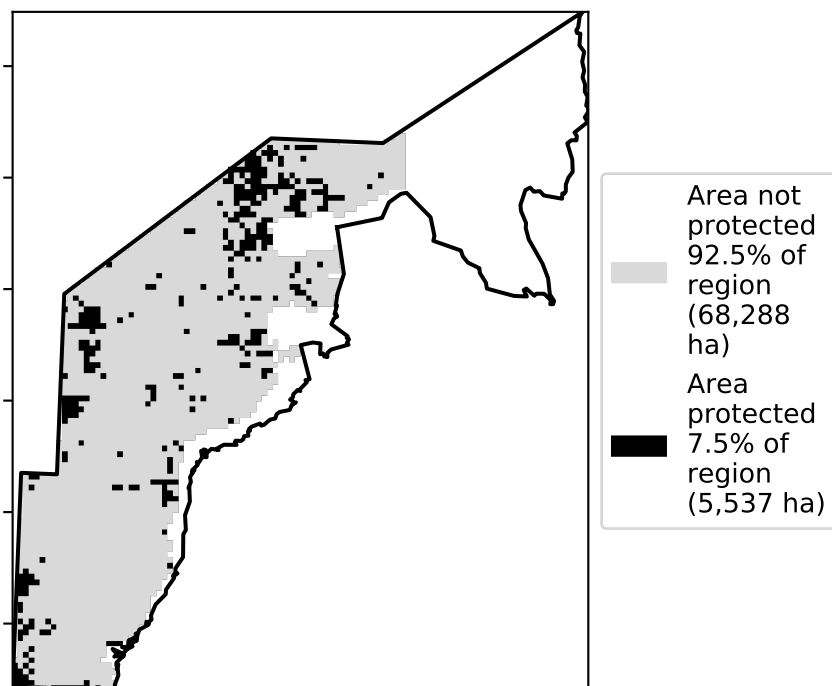 Area not
protected
92.5% of
region
(68,288
ha)
Area
protected
7.5% of
region
(5,537 ha)